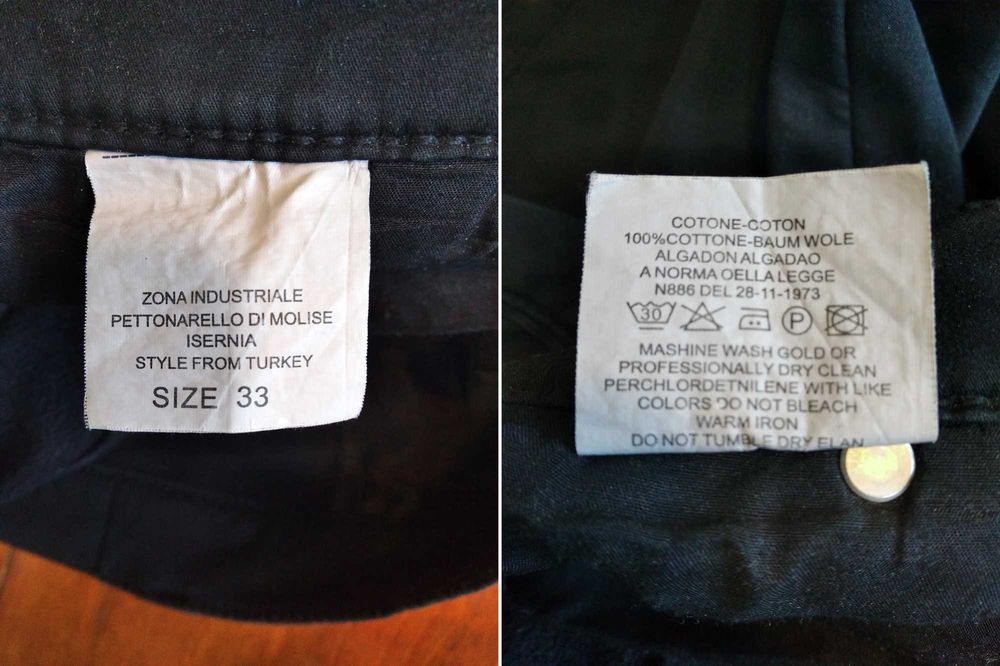 ZONA INDUSTRIALE
PETTONARELLO DI MOLISE
ISERNIA
STYLE FROM TURKEY
SIZE 33
COTONE-COTON
100%COTTONE-BAUM WOLE
ALGADON ALGADAO
A NORMA OELLA LEGGE
N886 DEL 28-11-1973
30 P
MASHINE WASH GOLD OR
PROFESSIONALLY DRY CLEAN
PERCHLORDETNILENE WITH LIKE
COLORS DO NOT BLEACH
WARM IRON
DO NOT TUMBLE DRY ELAN